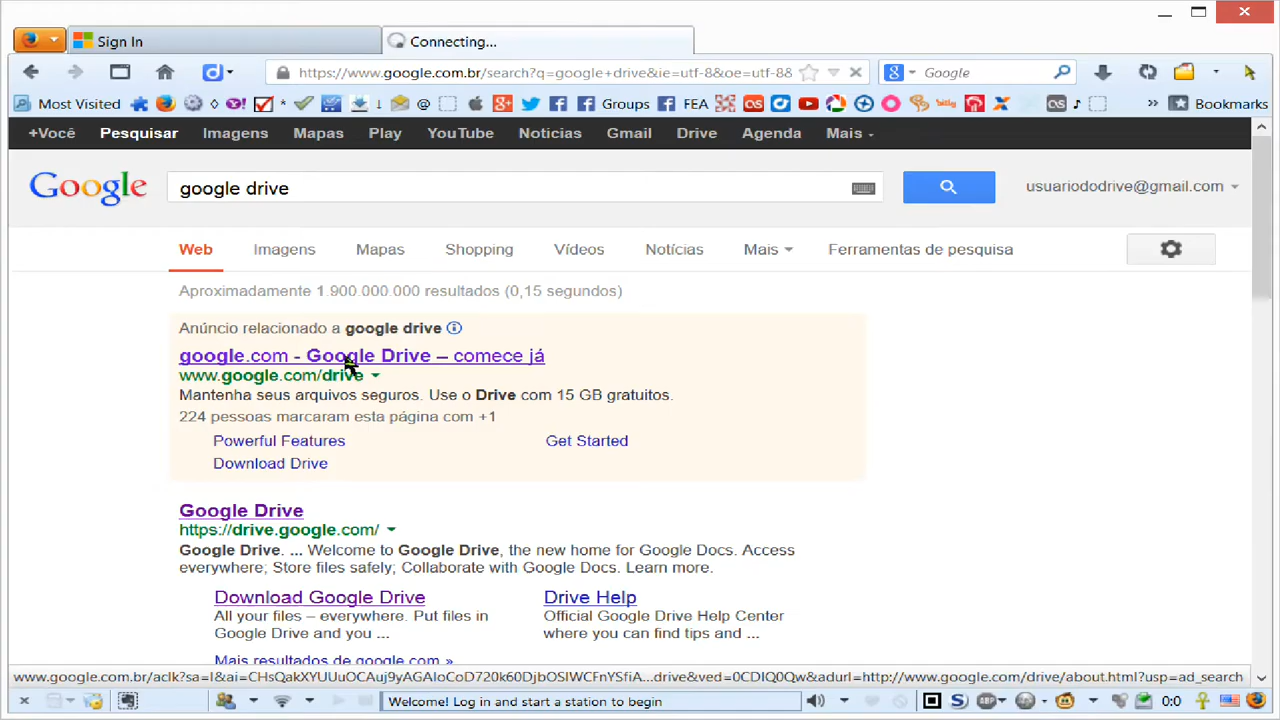 Sign In
Connecting...
https://www.google.com.br/search?q=google+drive&ie=utf-8&oe=utf-88
Google
Most Visited
Groups
FEA
Bookmarks
+Você Pesquisar Imagens Mapas Play YouTube Notícias Gmail Drive Agenda Mais
Google
google drive
usuariododrive@gmail.com
Web Imagens Mapas Shopping Vídeos Notícias Mais Ferramentas de pesquisa
Aproximadamente 1.900.000.000 resultados (0,15 segundos)
Anúncio relacionado a google drive
google.com - Google Drive – comece já
www.google.com/drive
Mantenha seus arquivos seguros. Use o Drive com 15 GB gratuitos.
224 pessoas marcaram esta página com +1
Powerful Features Get Started
Download Drive
Google Drive
https://drive.google.com/
Google Drive. ... Welcome to Google Drive, the new home for Google Docs. Access
everywhere; Store files safely; Collaborate with Google Docs. Learn more.
Download Google Drive
All your files – everywhere. Put files in
Google Drive and you ...
Drive Help
Official Google Drive Help Center
where you can find tips and ...
Mais resultados de google.com »
www.google.com.br/aclk?sa=l&ai=CHsQakXYUUuOCAuj9yAGAloCoD720k60DjbOSIWCFnYSfiA...drive&ved=0CDIQ0Qw&adurl=http://www.google.com/drive/about.html?usp=ad_search
Welcome! Log in and start a station to begin
0:0